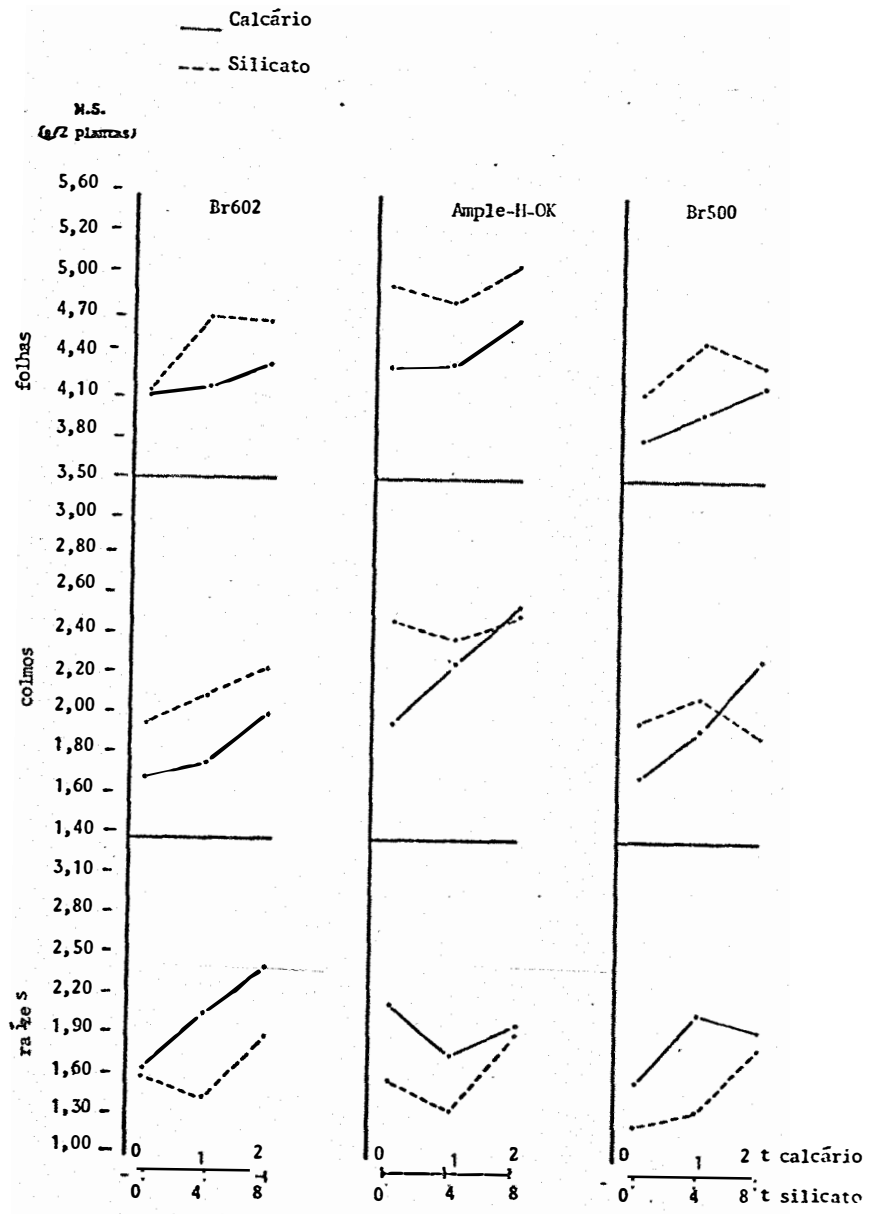 Calcário
Silicato
M.S.
(g/2 plantas)
5,60
Br602 Ample-H-OK Br500
5,20
5,00
4,70
4,40
folhas
4,10
3,80
3,50
3,00
2,80
2,60
2,40
2,20
colmos
2,00
1,80
1,60
1,40
3,10
2,80
2,50
2,20
raízes
1,90
1,60
1,30
1,00
0 1 2 0 1 2 0 1 2 t calcário
0 4 8 0 4 8 0 4 8 t silicato